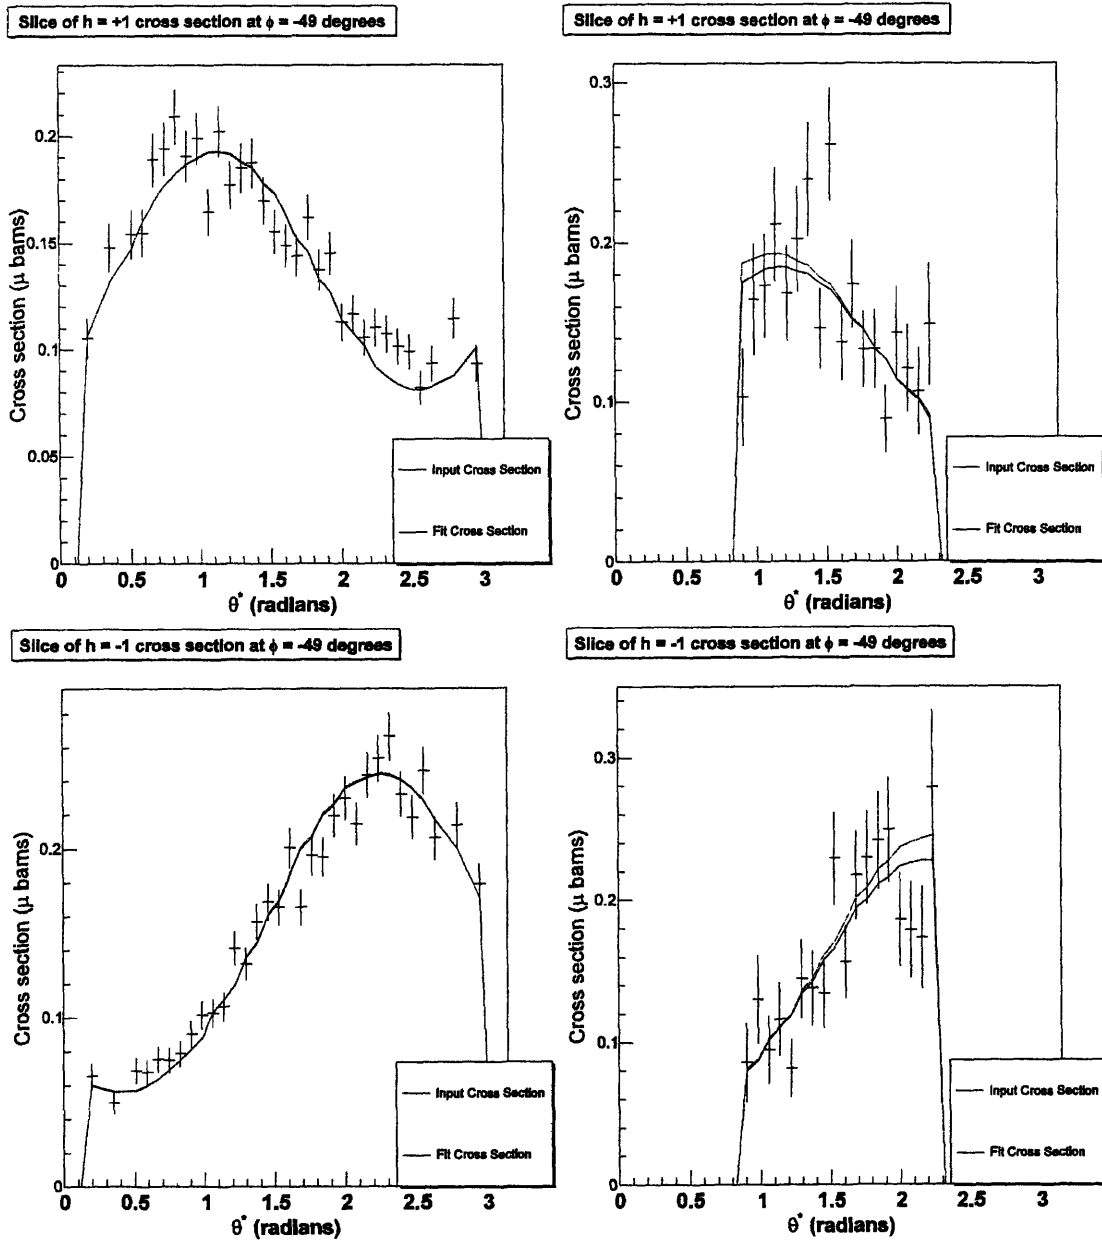 Slice of h = +1 cross section at ϕ = -49 degrees
Cross section (μ barns)
0.2
0.15
0.1
0.05
0
Input Cross Section
Fit Cross Section
0 0.5 1 1.5 2 2.5 3
θ* (radians)
Slice of h = +1 cross section at ϕ = -49 degrees
Cross section (μ barns)
0.3
0.2
0.1
0
Input Cross Section
Fit Cross Section
0 0.5 1 1.5 2 2.5 3
θ* (radians)
Slice of h = -1 cross section at ϕ = -49 degrees
Cross section (μ barns)
0.2
0.1
0
Input Cross Section
Fit Cross Section
0 0.5 1 1.5 2 2.5 3
θ* (radians)
Slice of h = -1 cross section at ϕ = -49 degrees
Cross section (μ barns)
0.3
0.2
0.1
0
Input Cross Section
Fit Cross Section
0 0.5 1 1.5 2 2.5 3
θ* (radians)